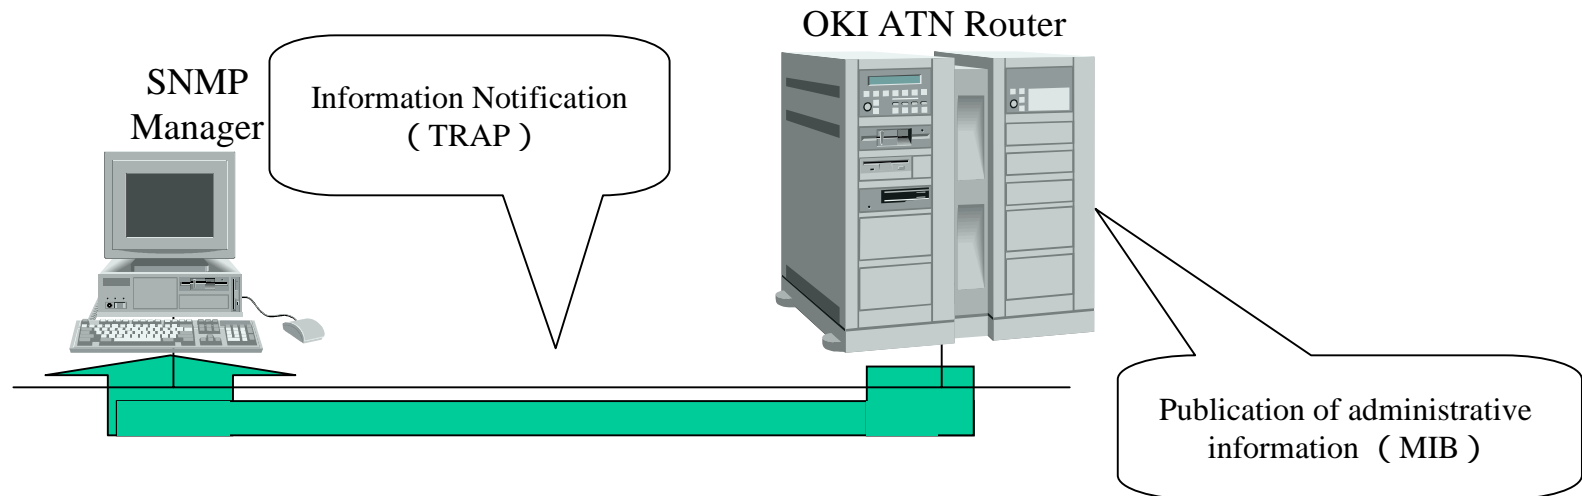 OKI ATN Router
SNMP
Manager
Information Notification
( TRAP )
Publication of administrative
information ( MIB )